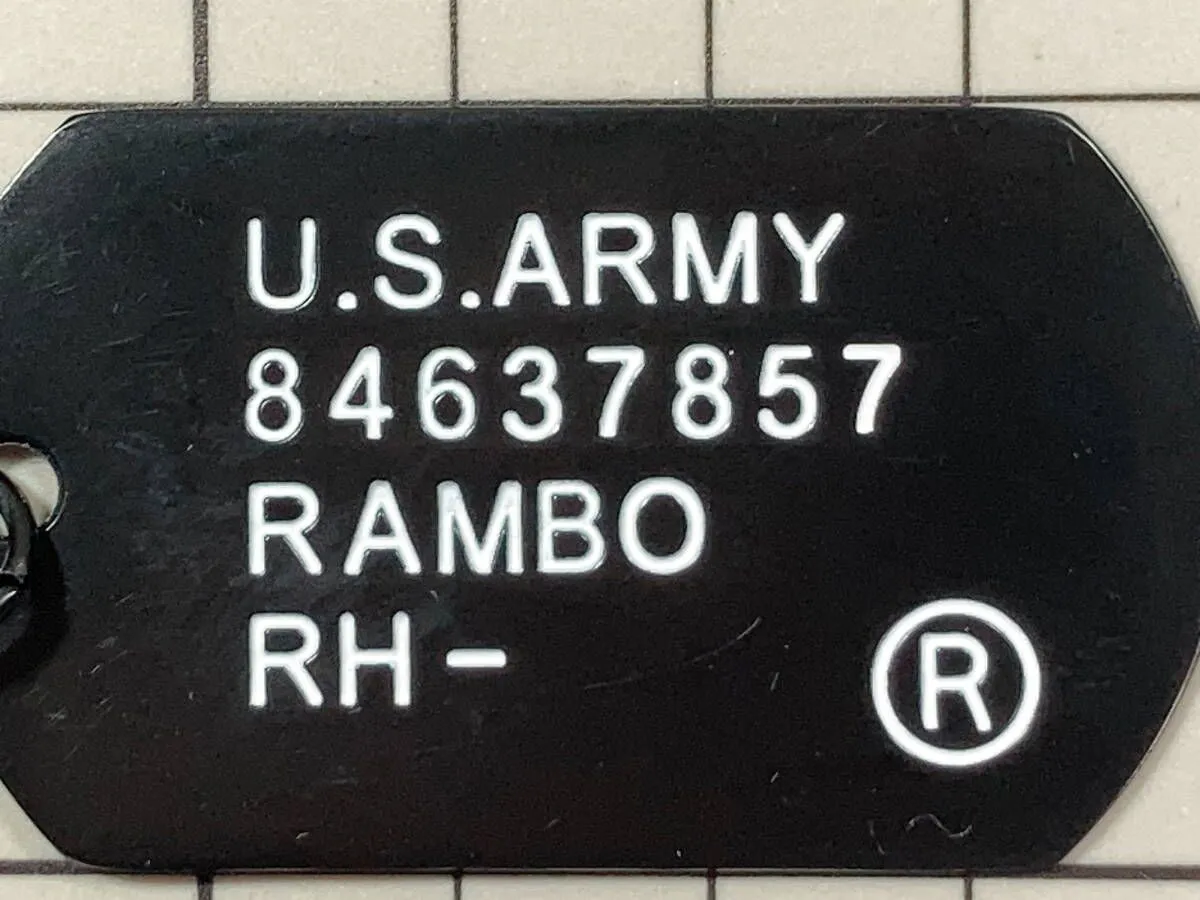 U.S.ARMY
84637857
RAMBO
RH-
®